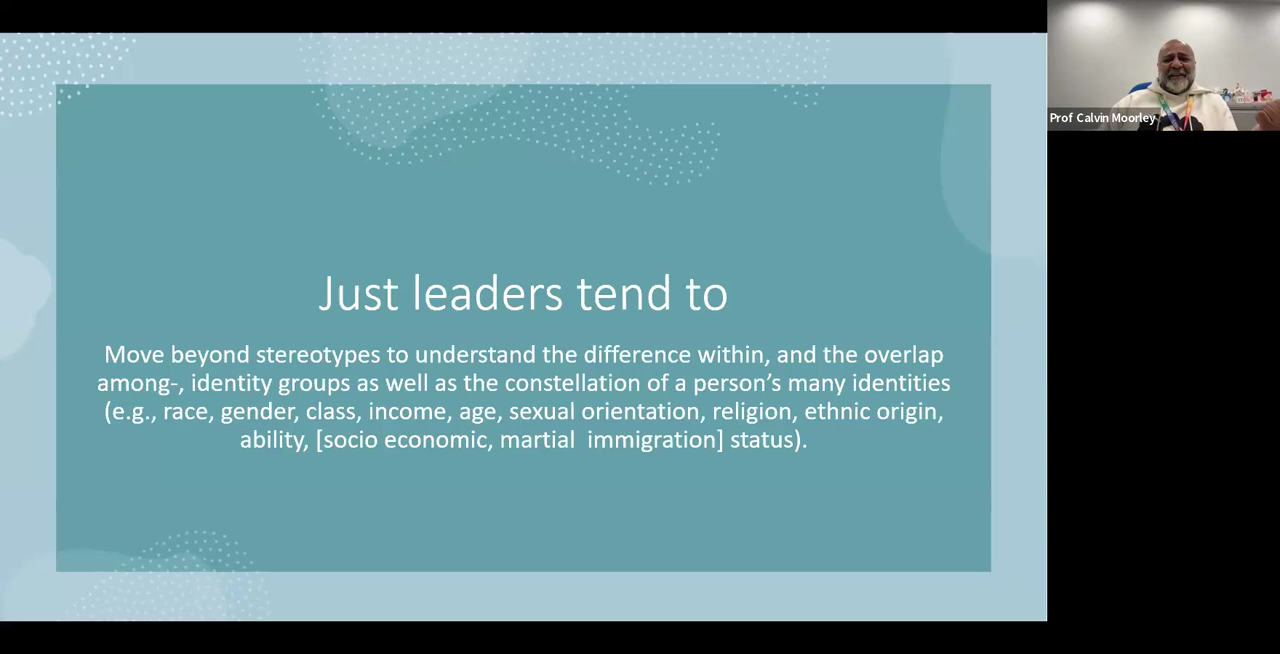 Just leaders tend to
Move beyond stereotypes to understand the difference within, and the overlap
among-, identity groups as well as the constellation of a person’s many identities
(e.g., race, gender, class, income, age, sexual orientation, religion, ethnic origin,
ability, [socio economic, martial  immigration] status).
Prof Calvin Moorley